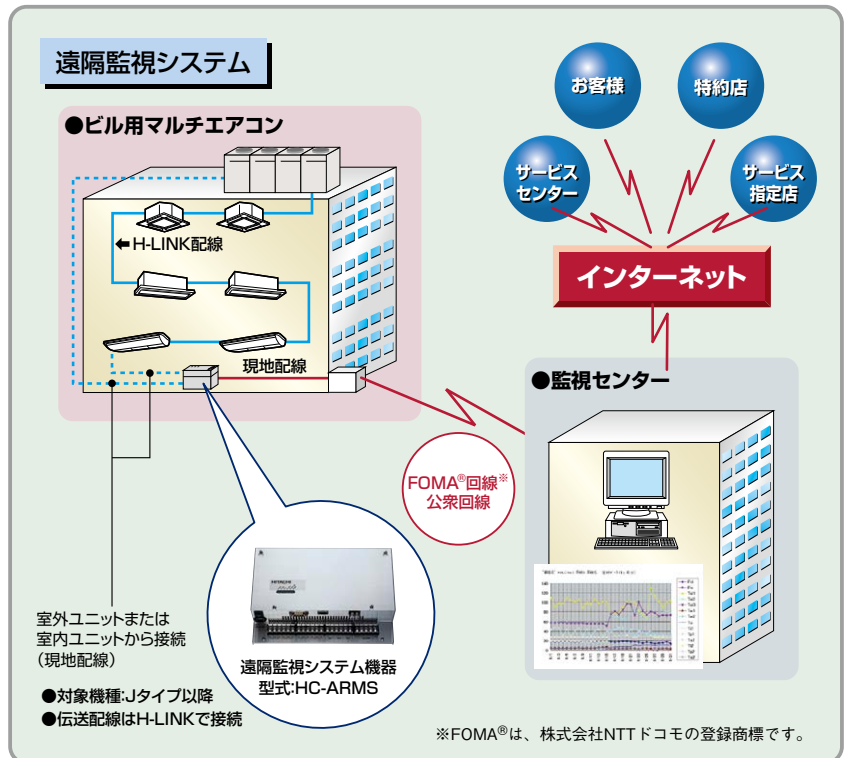 遠隔監視システム
●ビル用マルチエアコン
H-LINK配線
現地配線
お客様
特約店
サービス
センター
サービス
指定店
インターネット
●監視センター
FOMA®回線※
公衆回線
HITACHI
遠隔監視システム機器
型式:HC-ARMS
室外ユニットまたは
室内ユニットから接続
(現地配線)
●対象機種:Jタイプ以降
●伝送配線はH-LINKで接続
※FOMA®は、株式会社NTTドコモの登録商標です。